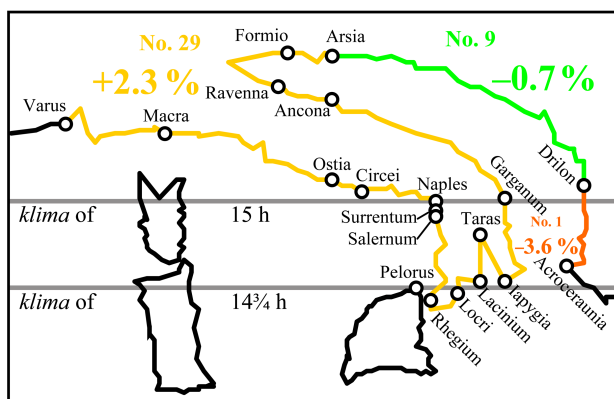 No. 29
Formio
Arsia
No. 9
+2.3 %
–0.7 %
Ravenna
Varus
Macra
Ancona
Drilon
Ostia
Circei
Naples
Garganum
klima of
15 h
Surrentum
Taras
No. 1
Salernum
–3.6 %
Pelorus
Acroceraunia
klima of
14¾ h
Rhegium
Locri
Lacinium
Iapygia